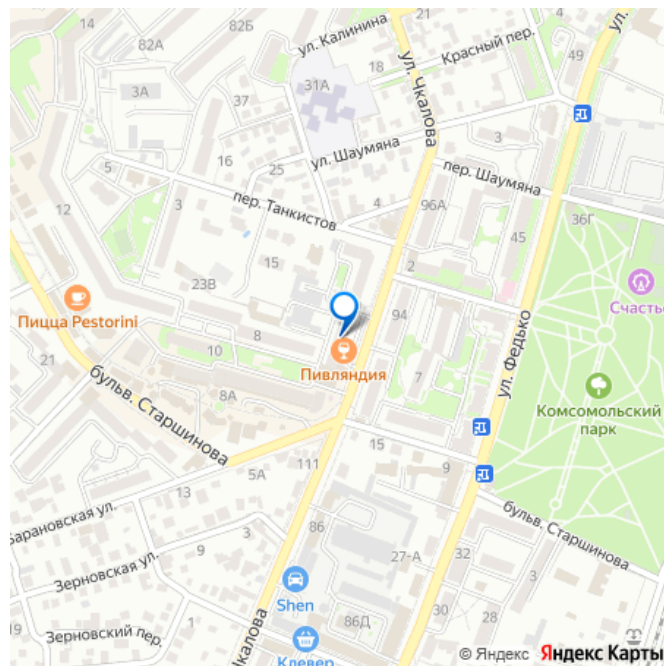 82А
82Б
ул. Калинина
21
ул. Чкалова
Красный пер.
4
49
ул.
3А
37
31А
18
16
25
ул. Шаумяна
3
5
пер. Танкистов
4
пер. Шаумяна
12
3
96А
36Г
15
2
45
23В
Счастье
Пицца Pestorini
8
94
ул. Федько
21
10
Пивляндия
7
Комсомольский
парк
бульв. Старшинова
8А
5А
111
15
9
13
Барановская ул.
86
бульв. Старшинова
9
3
27-А
32
3
Зерновская ул.
Shen
30
28
19
1
Зерновский пер.
86Д
Чкалова
Клевер
© Яндекс Яндекс Карты